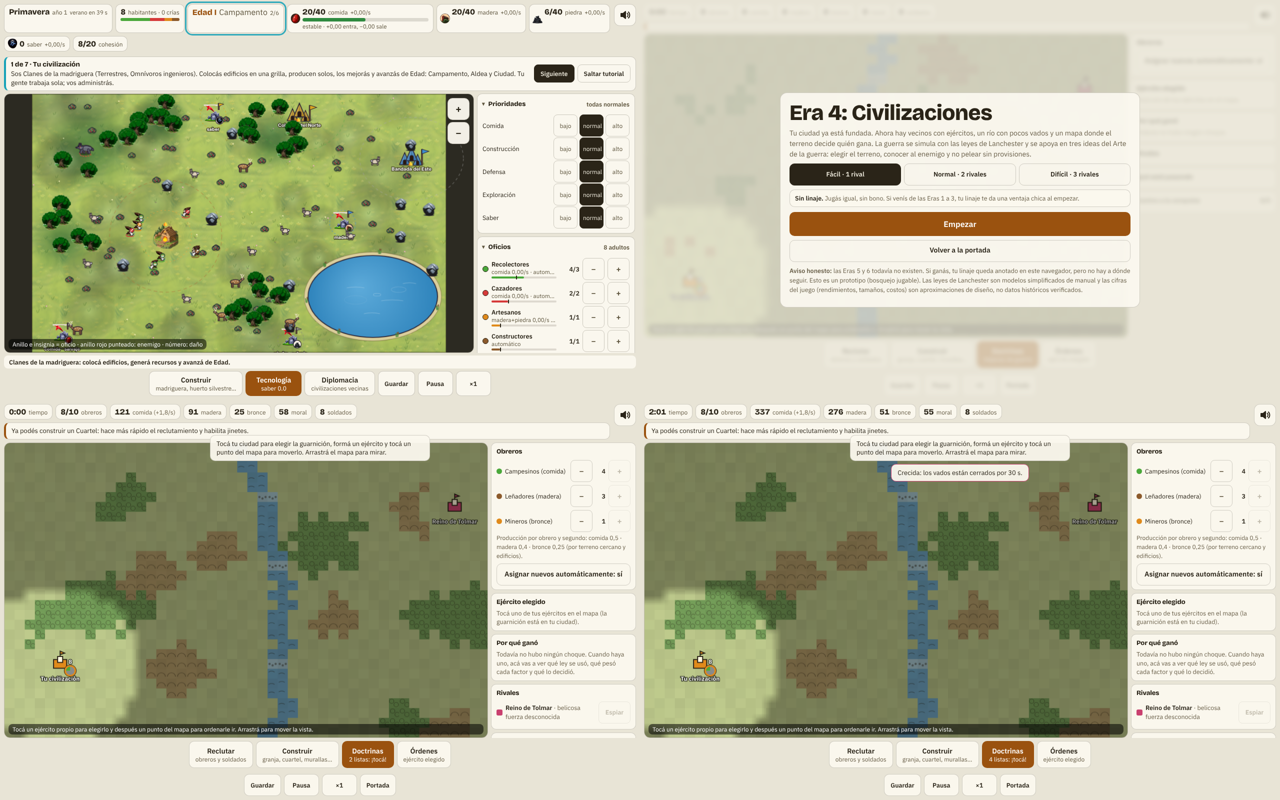 Primavera año 1 verano en 39 s
8 habitantes · 0 crías
Edad I Campamento 2/6
20/40 comida +0,00/s
estable · +0,00 entra, −0,00 sale
20/40 madera +0,00/s
6/40 piedra +0,00/s
0 saber +0,00/s
8/20 cohesión
1 de 7 · Tu civilización
Sos Clanes de la madriguera (Terrestres, Omnívoros ingeniosos). Colocás edificios en una grilla, producen solos, los mejorás y avanzás de Edad: Campamento, Aldea y Ciudad. Tu
gente trabaja sola; vos administrás.
Siguiente
Saltar tutorial
saber
Bandada del Este
madera
+
−
Anillo e insignia = oficio · anillo rojo punteado: enemigo · número: daño
Prioridades
todas normales
Comida bajo normal alto
Construcción bajo normal alto
Defensa bajo normal alto
Exploración bajo normal alto
Saber bajo normal alto
Oficios
8 adultos
Recolectores
comida 0,00/s · autom...
4/3 − +
Cazadores
comida 0,00/s · autom...
2/2 − +
Artesanos
madera+piedra 0,00/s ...
1/1 − +
Constructores
automático
1/1 − +
Clanes de la madriguera: colocá edificios, generá recursos y avanzá de Edad.
Construir
madriguera, huerto silvestre...
Tecnología
saber 0.0
Diplomacia
civilizaciones vecinas
Guardar
Pausa
×1
Era 4: Civilizaciones
Tu ciudad ya está fundada. Ahora hay vecinos con ejércitos, un río con pocos vados y un mapa donde el
terreno decide quién gana. La guerra se simula con las leyes de Lanchester y se apoya en tres ideas del Arte
de la guerra: elegir el terreno, conocer al enemigo y no pelear sin provisiones.
Fácil · 1 rival
Normal · 2 rivales
Difícil · 3 rivales
Sin linaje. Jugás igual, sin bono. Si venís de las Eras 1 a 3, tu linaje te da una ventaja chica al empezar.
Empezar
Volver a la portada
Aviso honesto: las Eras 5 y 6 todavía no existen. Si ganás, tu linaje queda anotado en este navegador, pero no hay a dónde
seguir. Esto es un prototipo (bosquejo jugable). Las leyes de Lanchester son modelos simplificados de manual y las cifras
del juego (rendimientos, tamaños, costos) son aproximaciones de diseño, no datos históricos verificados.
0:00 tiempo
8/10 obreros
121 comida (+1,8/s)
91 madera
25 bronce
58 moral
8 soldados
Ya podés construir un Cuartel: hace más rápido el reclutamiento y habilita jinetes.
Tocá tu ciudad para elegir la guarnición, formá un ejército y tocá un
punto del mapa para moverlo. Arrastrá el mapa para mirar.
Reino de Tolmar
8
Tu civilización
Tocá un ejército propio para elegirlo y después un punto del mapa para ordenarle ir. Arrastrá para mover la vista.
Obreros
Campesinos (comida) − 4 +
Leñadores (madera) − 3 +
Mineros (bronce) − 1 +
Producción por obrero y segundo: comida 0,5 ·
madera 0,4 · bronce 0,25 (por terreno cercano y
edificios).
Asignar nuevos automáticamente: sí
Ejército elegido
Tocá uno de tus ejércitos en el mapa (la
guarnición está en tu ciudad).
Por qué ganó
Todavía no hubo ningún choque. Cuando haya
uno, acá vas a ver qué ley se usó, qué pesó
cada factor y qué lo decidió.
Rivales
Reino de Tolmar · belicosa
fuerza desconocida
Espiar
Reclutar
obreros y soldados
Construir
granja, cuartel, murallas...
Doctrinas
2 listas: ¡tocá!
Órdenes
ejército elegido
Guardar
Pausa
×1
Portada
2:01 tiempo
8/10 obreros
337 comida (+1,8/s)
276 madera
51 bronce
55 moral
8 soldados
Ya podés construir un Cuartel: hace más rápido el reclutamiento y habilita jinetes.
Tocá tu ciudad para elegir la guarnición, formá un ejército y tocá un
punto del mapa para moverlo. Arrastrá el mapa para mirar.
Crecida: los vados están cerrados por 30 s.
Reino de Tolmar
8
Tu civilización
Tocá un ejército propio para elegirlo y después un punto del mapa para ordenarle ir. Arrastrá para mover la vista.
Obreros
Campesinos (comida) − 4 +
Leñadores (madera) − 3 +
Mineros (bronce) − 1 +
Producción por obrero y segundo: comida 0,5 ·
madera 0,4 · bronce 0,25 (por terreno cercano y
edificios).
Asignar nuevos automáticamente: sí
Ejército elegido
Tocá uno de tus ejércitos en el mapa (la
guarnición está en tu ciudad).
Por qué ganó
Todavía no hubo ningún choque. Cuando haya
uno, acá vas a ver qué ley se usó, qué pesó
cada factor y qué lo decidió.
Rivales
Reino de Tolmar · belicosa
fuerza desconocida
Espiar
Reclutar
obreros y soldados
Construir
granja, cuartel, murallas...
Doctrinas
4 listas: ¡tocá!
Órdenes
ejército elegido
Guardar
Pausa
×1
Portada